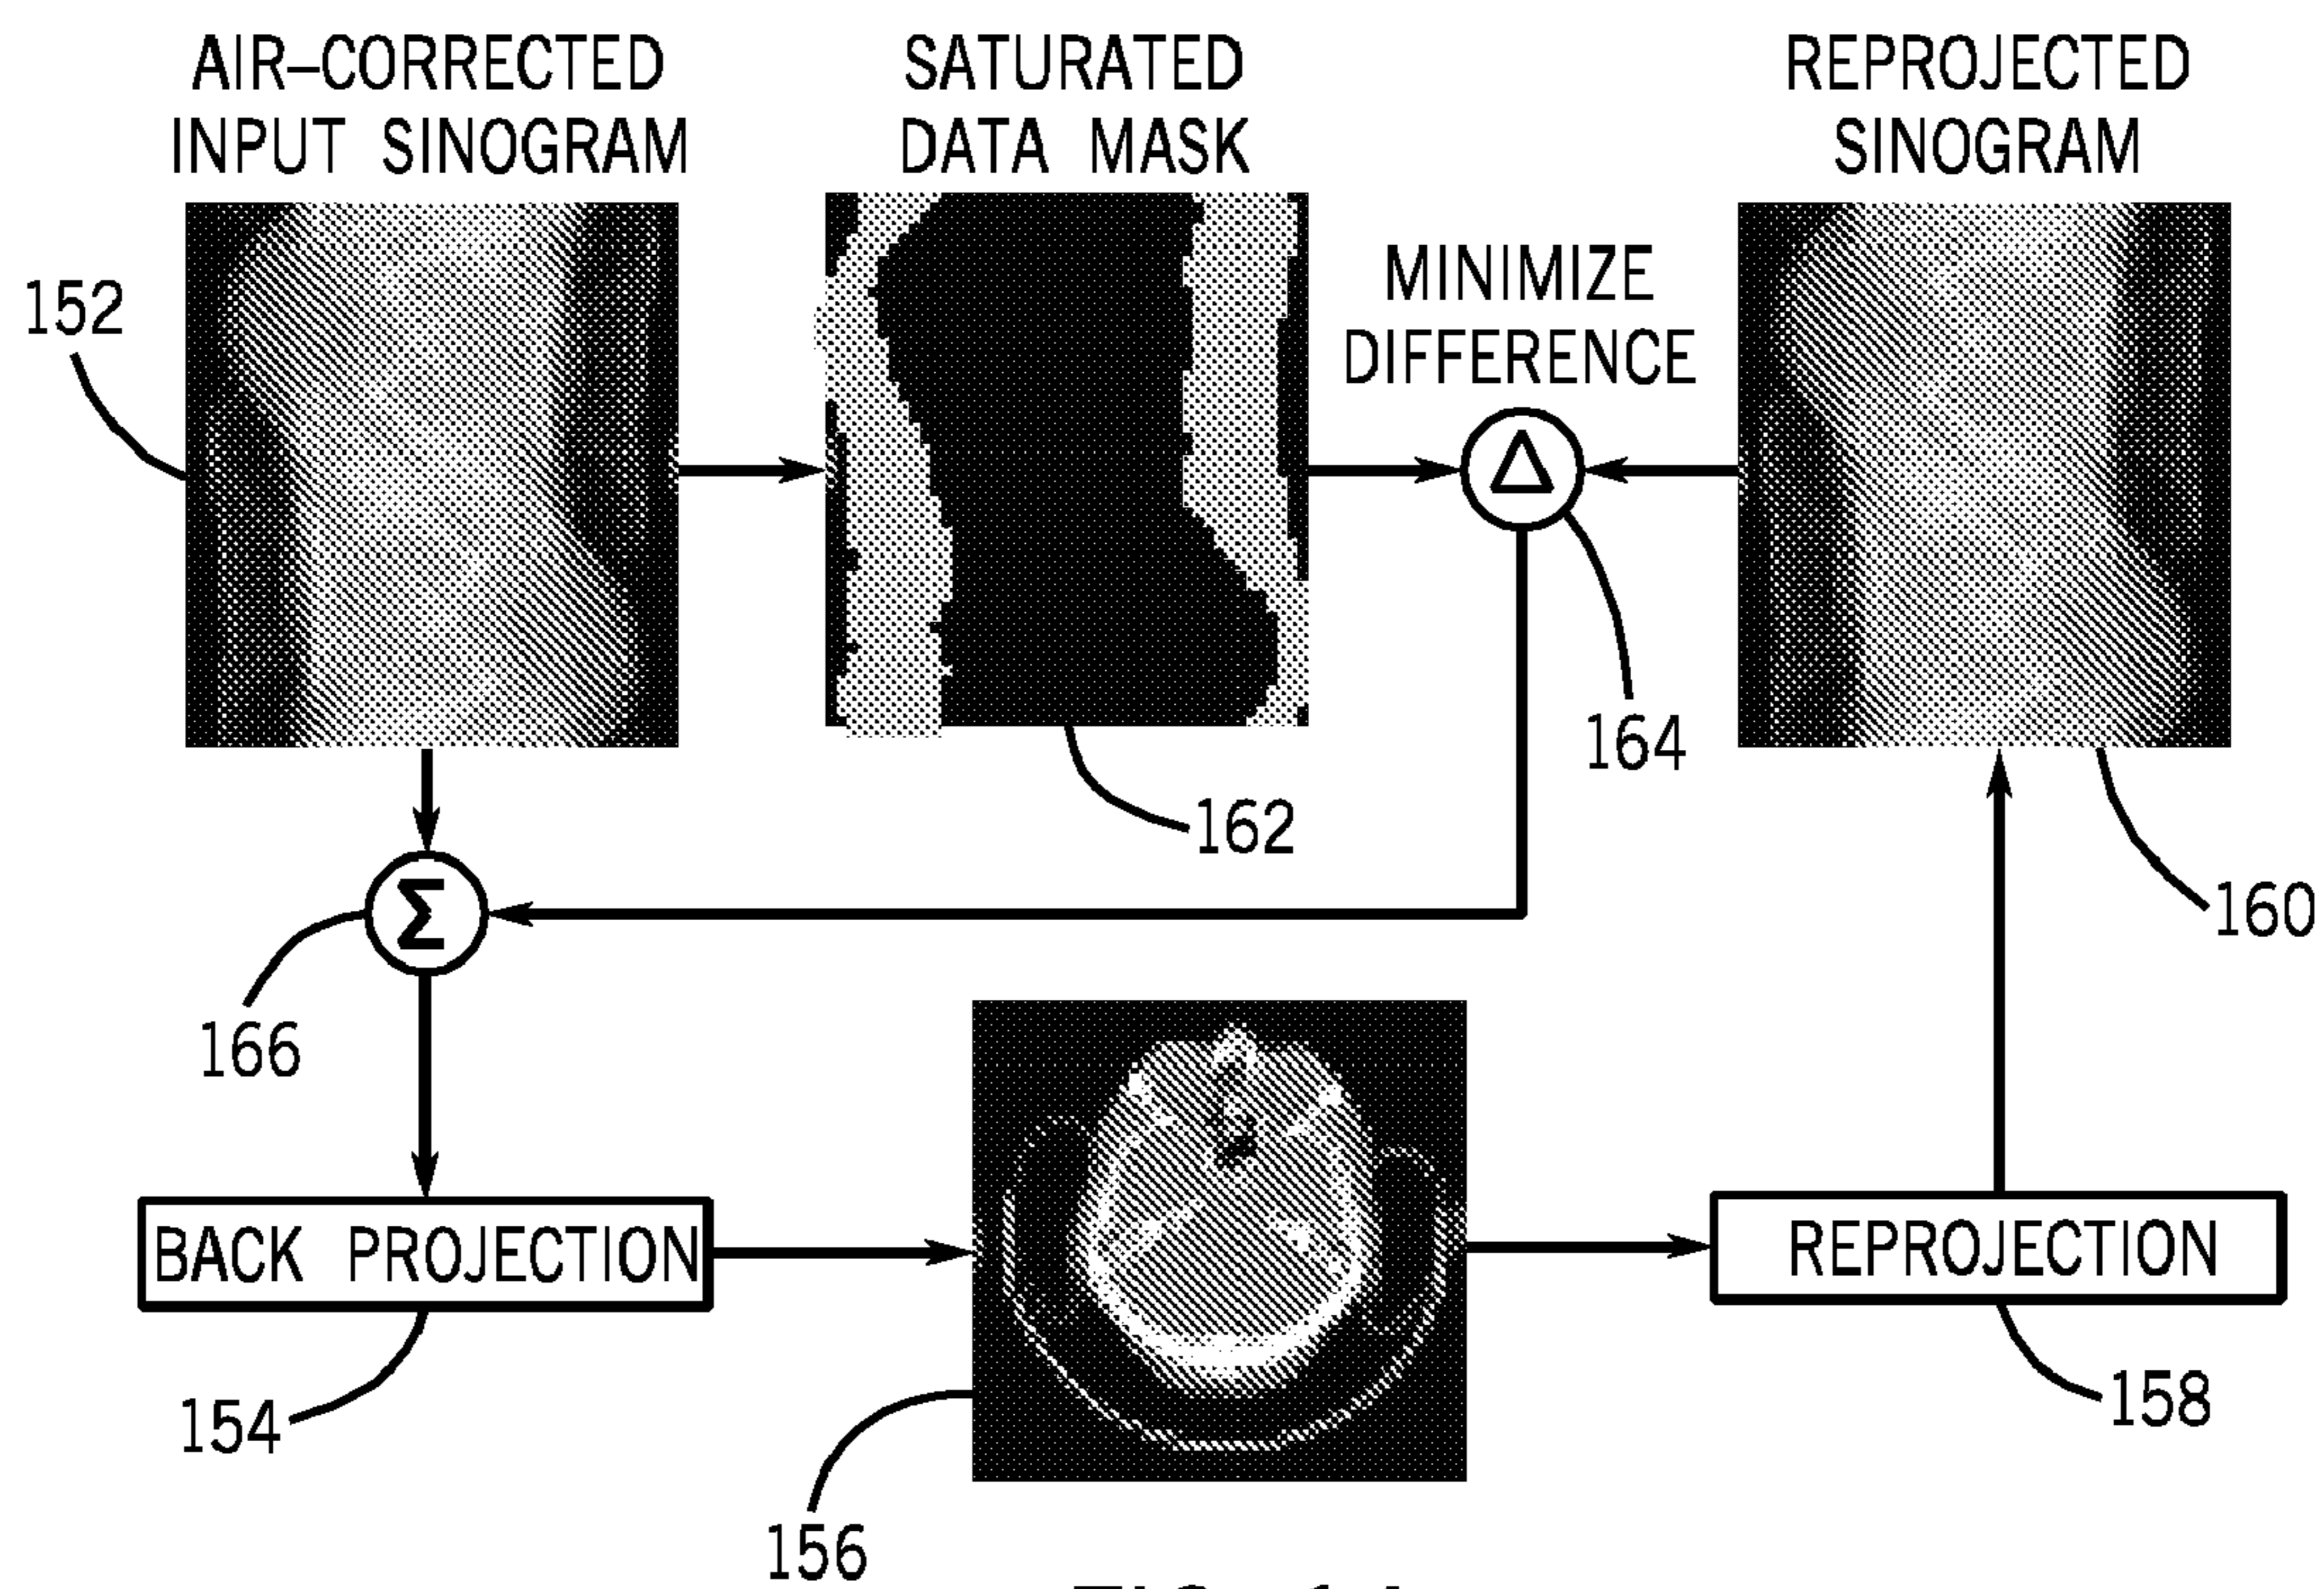 AIR–CORRECTED
INPUT SINOGRAM
SATURATED
DATA MASK
REPROJECTED
SINOGRAM
152
MINIMIZE
DIFFERENCE
Δ
164
162
160
Σ
166
BACK PROJECTION
REPROJECTION
154
158
156